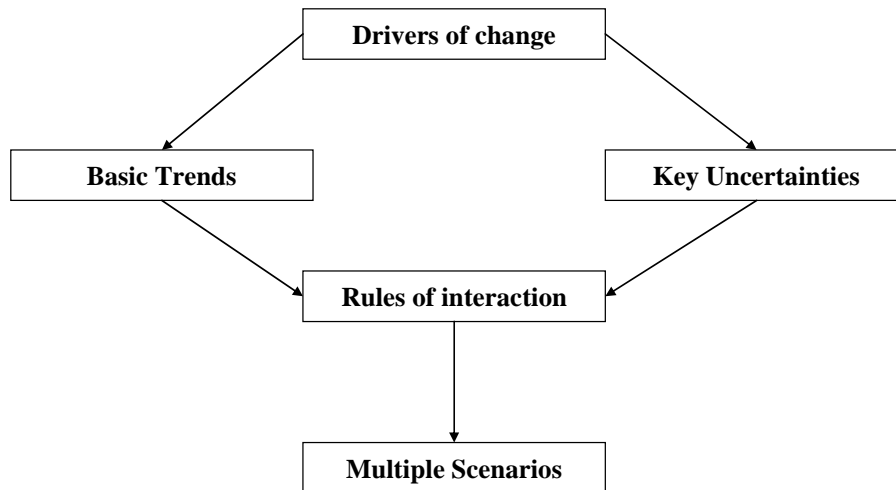 Drivers of change
Basic Trends
Key Uncertainties
Rules of interaction
Multiple Scenarios